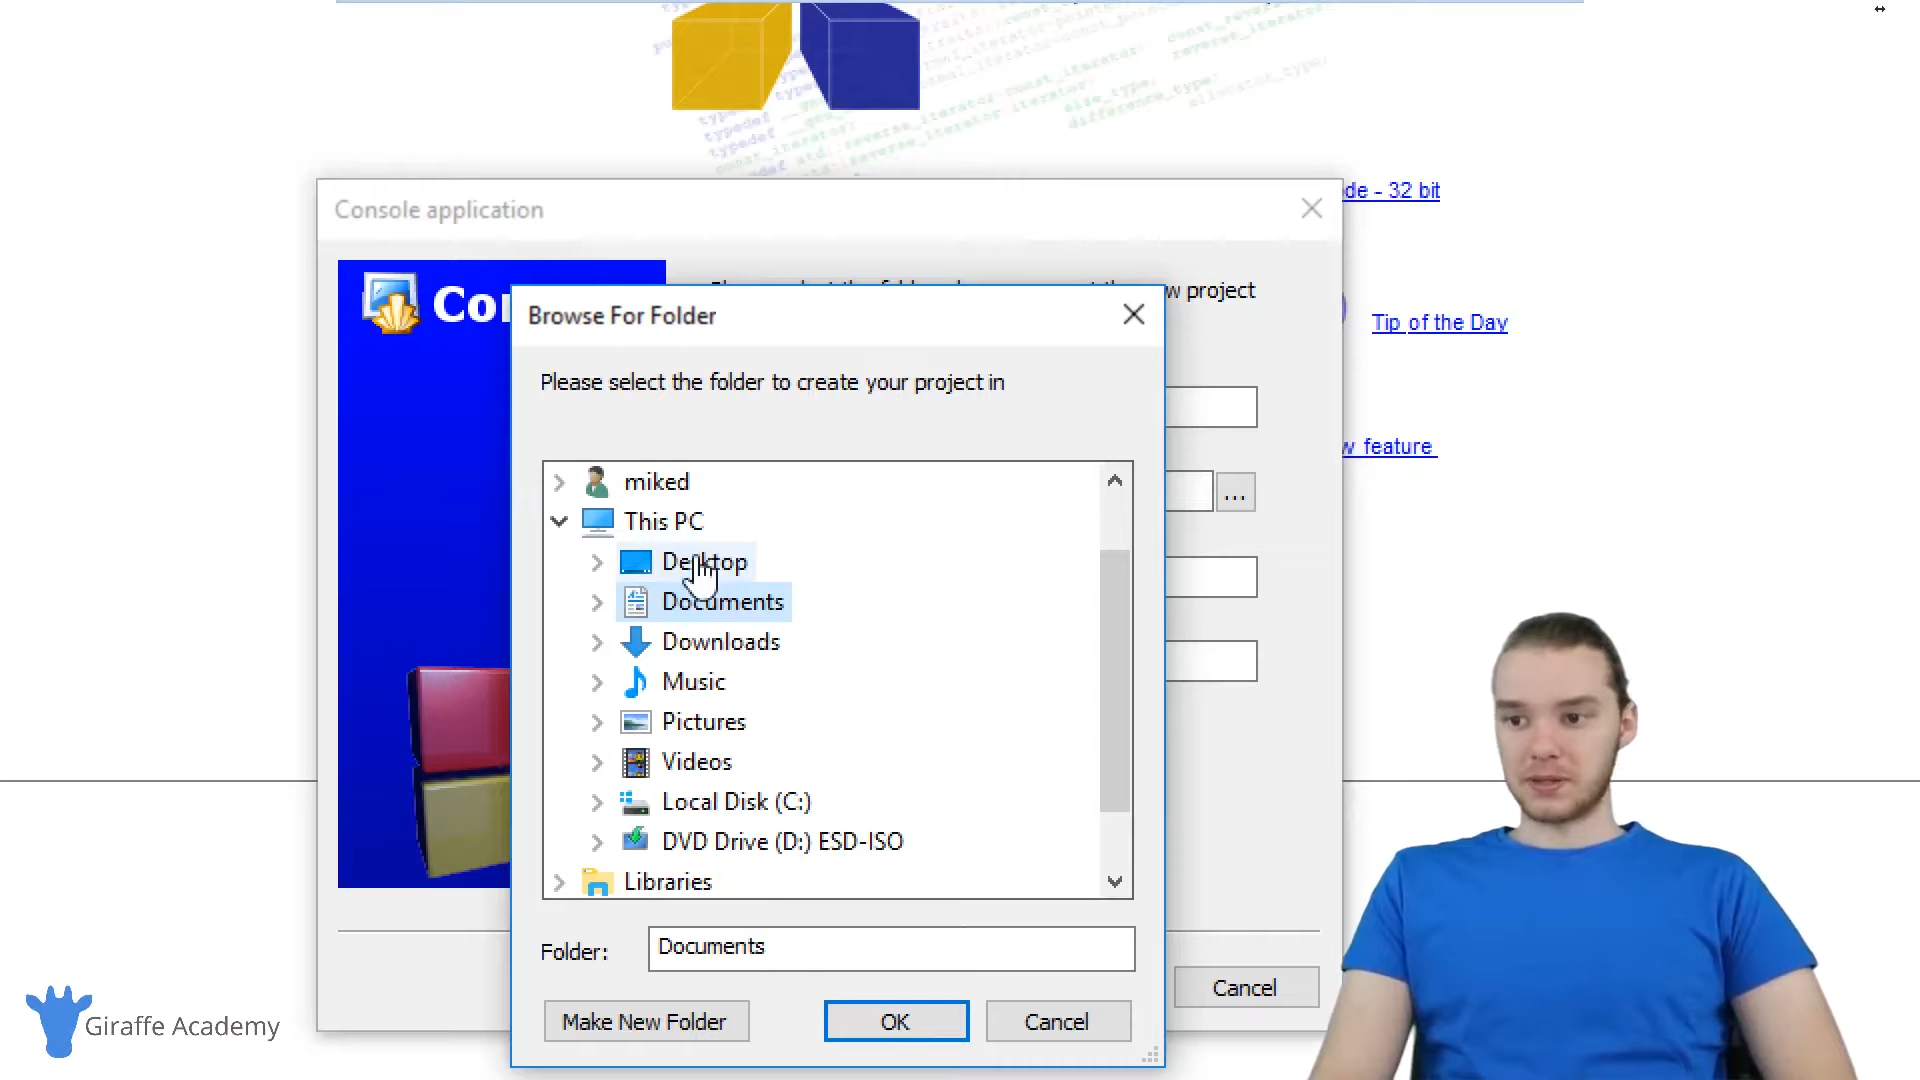 de - 32 bit
Console application
Con
w project
Browse For Folder
Tip of the Day
Please select the folder to create your project in
w feature
miked
This PC
...
Desktop
Documents
Downloads
Music
Pictures
Videos
Local Disk (C:)
DVD Drive (D:) ESD-ISO
Libraries
Folder:
Documents
Cancel
Make New Folder
OK
Cancel
Giraffe Academy